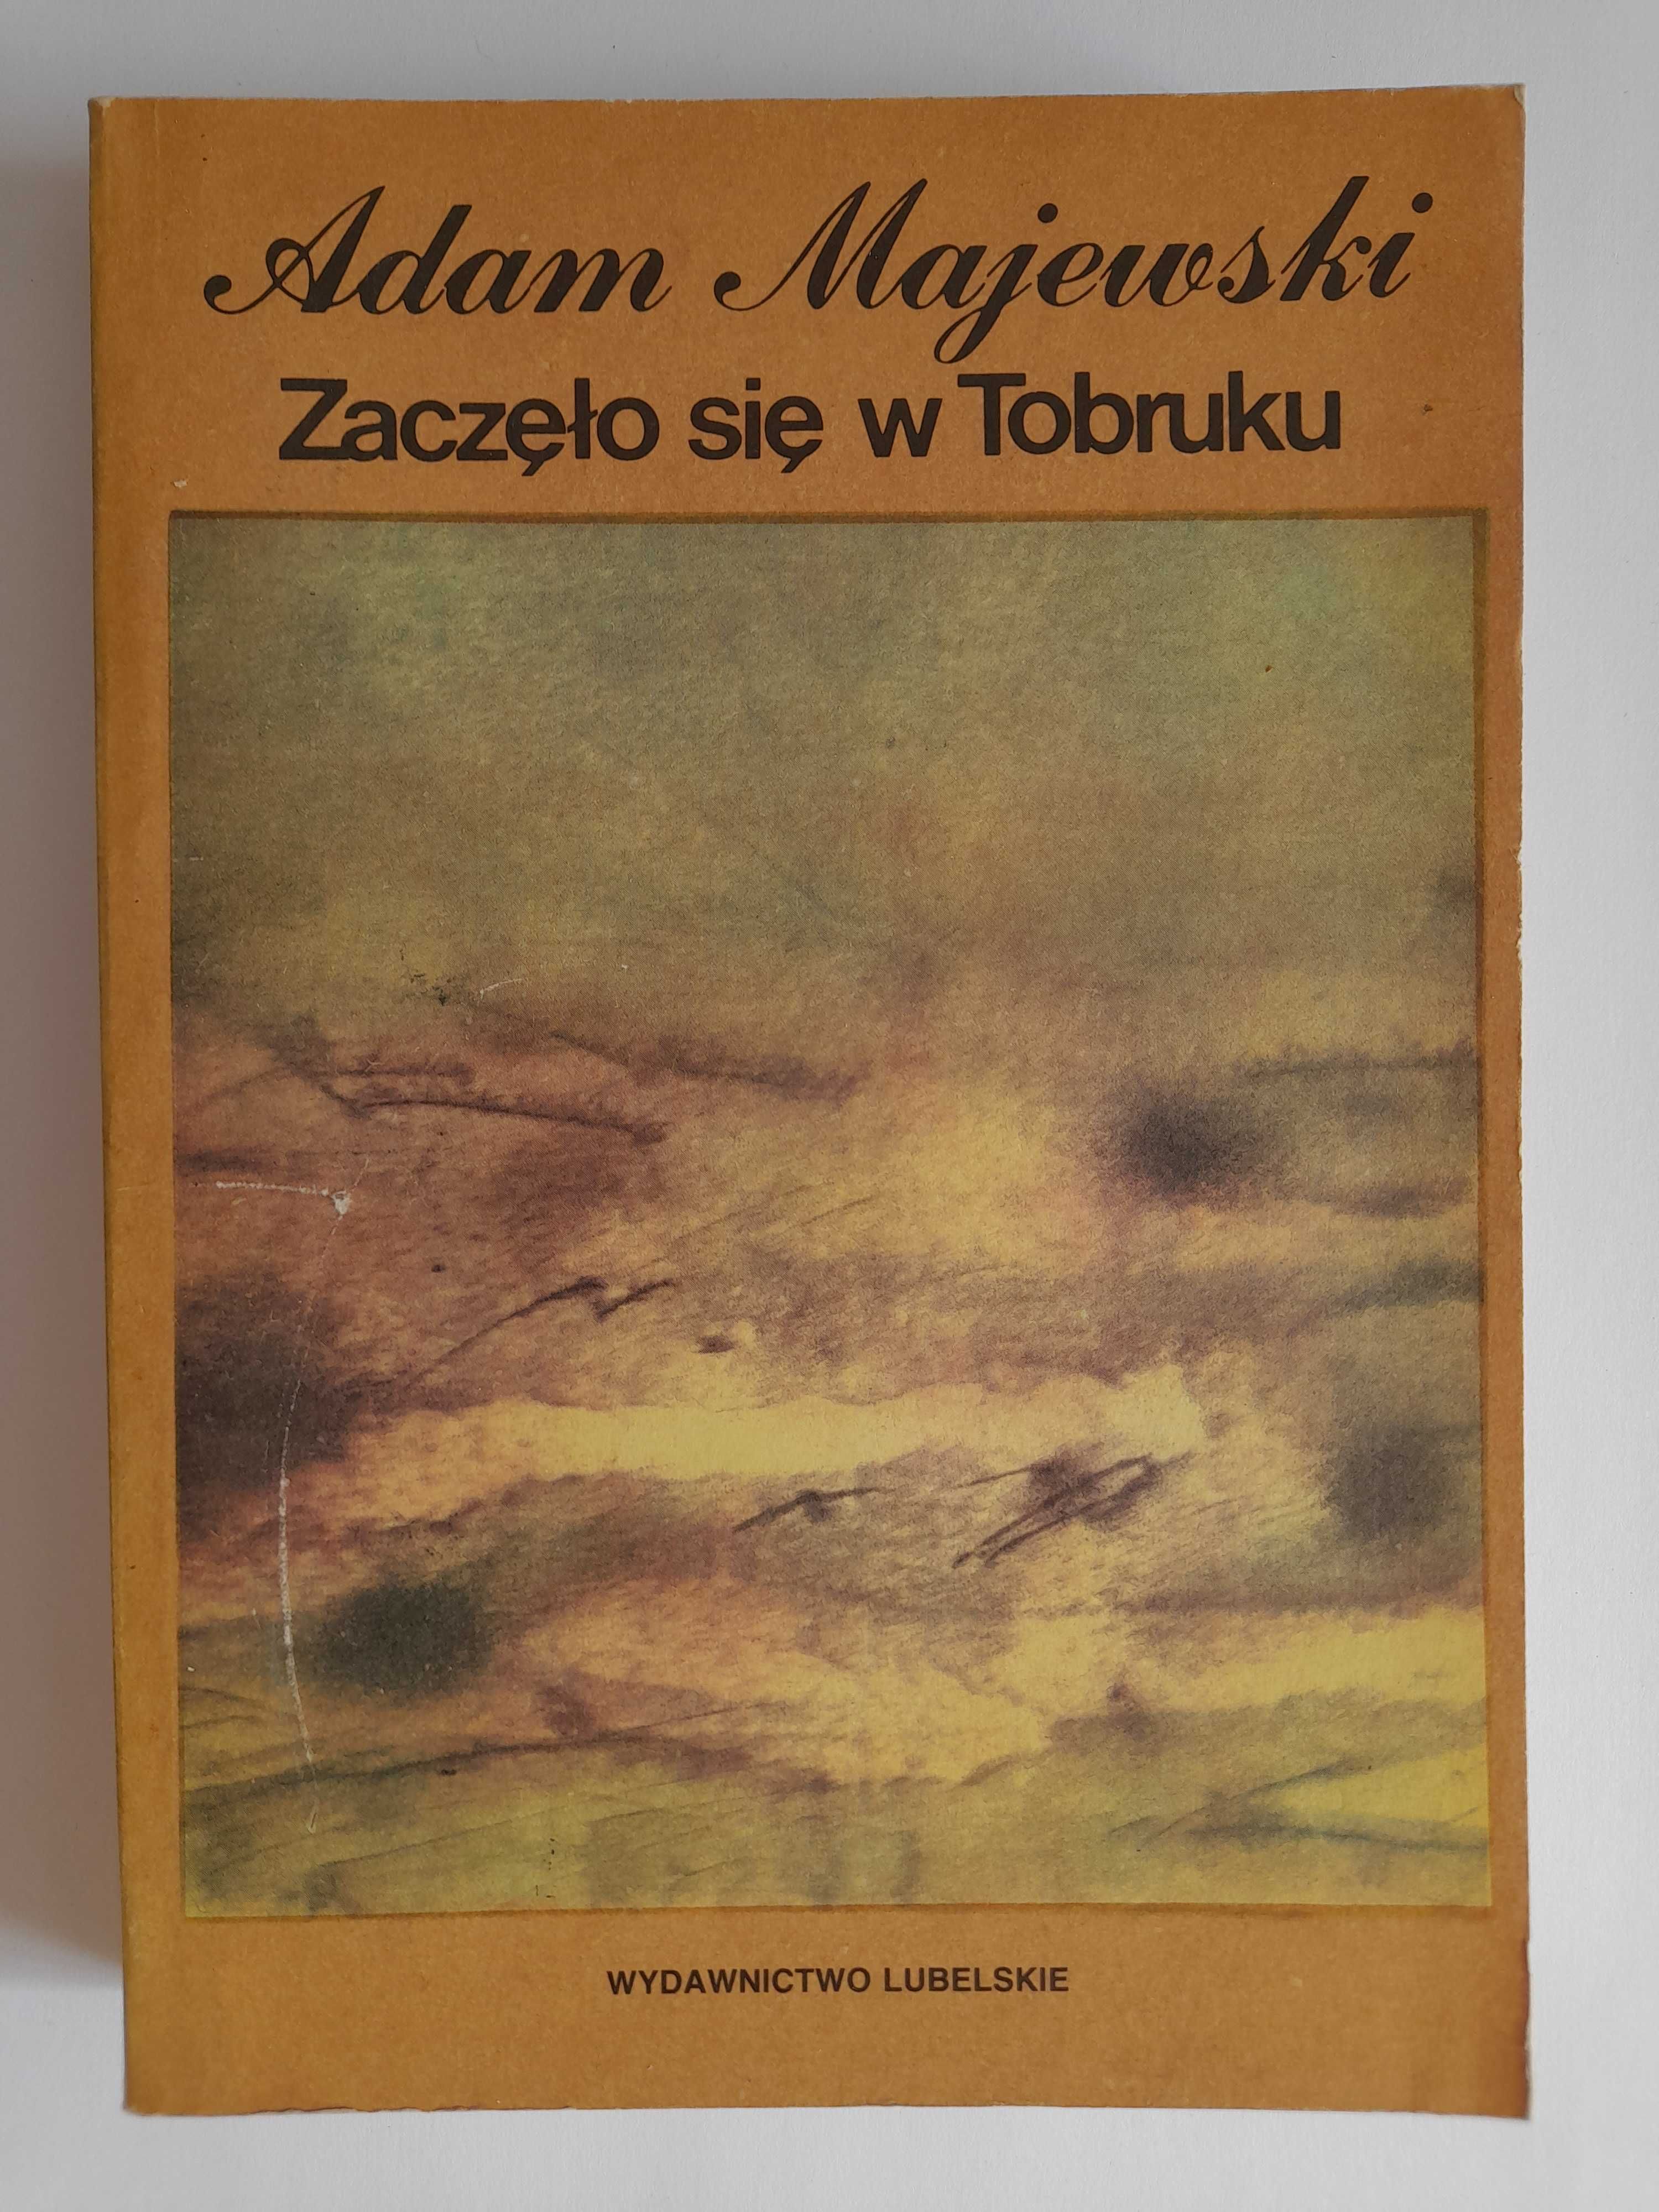 Adam Majewski
Zaczęło się w Tobruku
WYDAWNICTWO LUBELSKIE